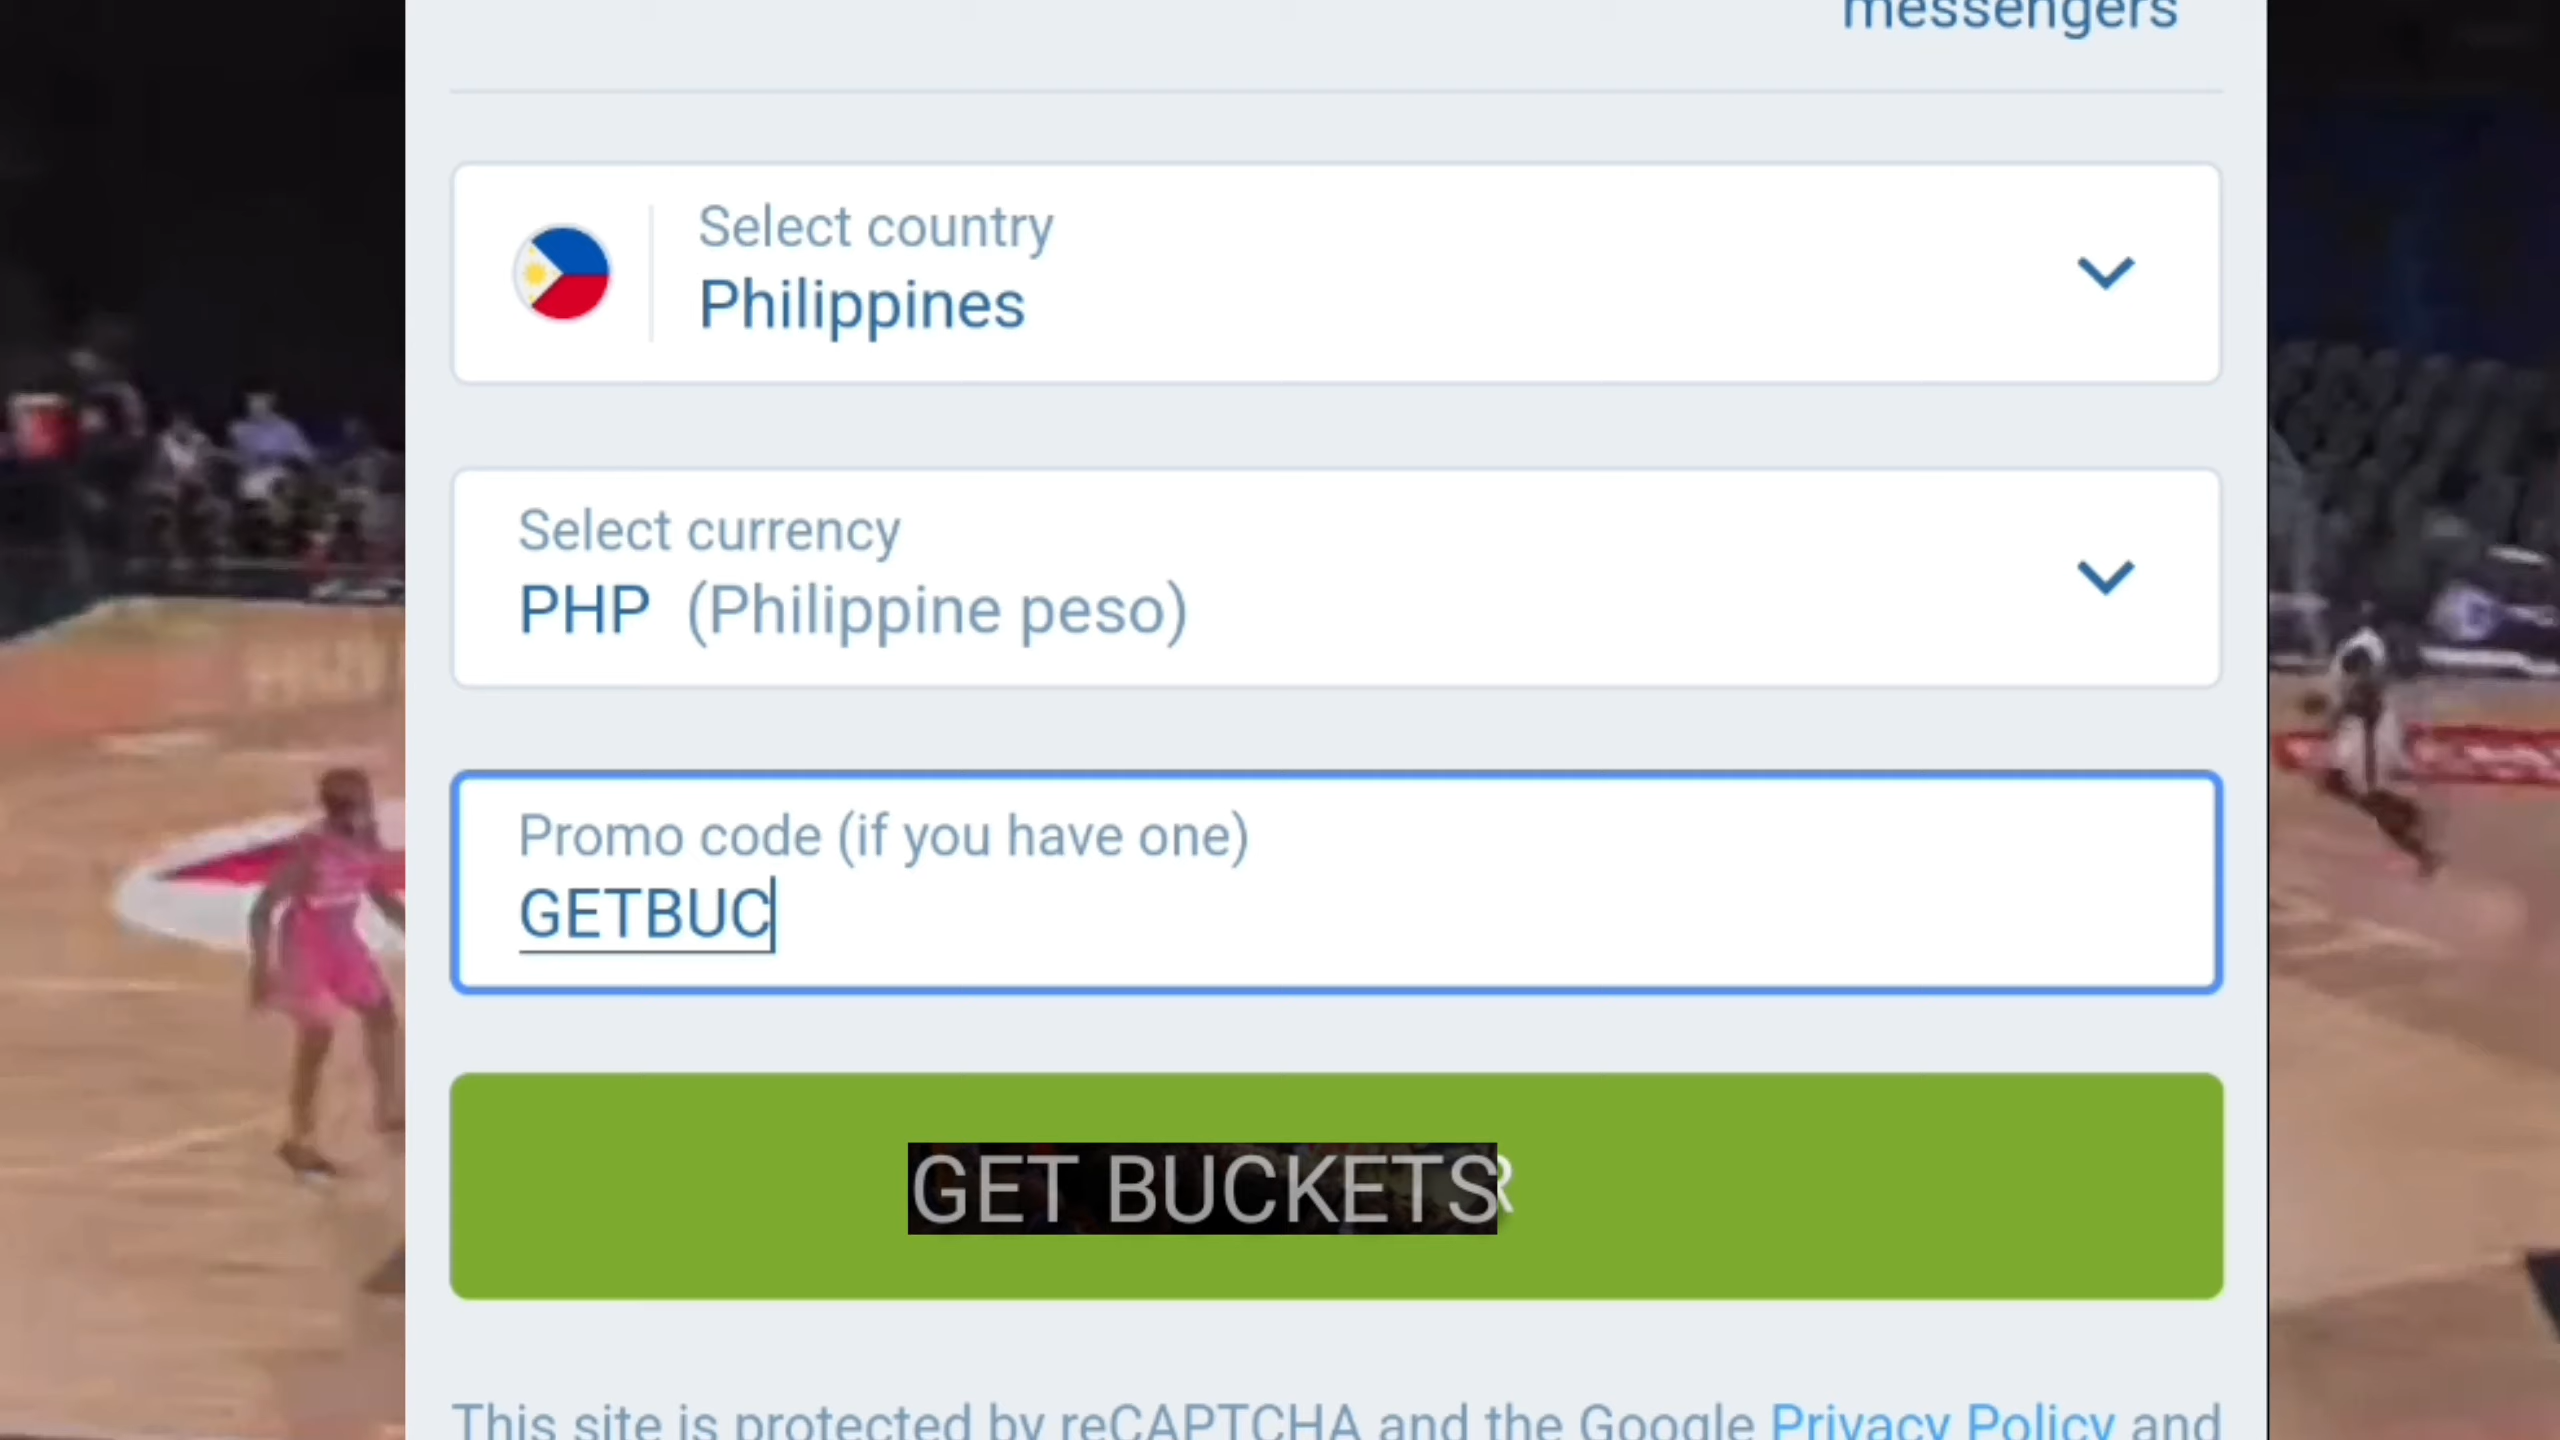 messengers
Select country
Philippines
Select currency
PHP (Philippine peso)
Promo code (if you have one)
GETBUC
GET BUCKETS
This site is protected by reCAPTCHA and the Google Privacy Policy and